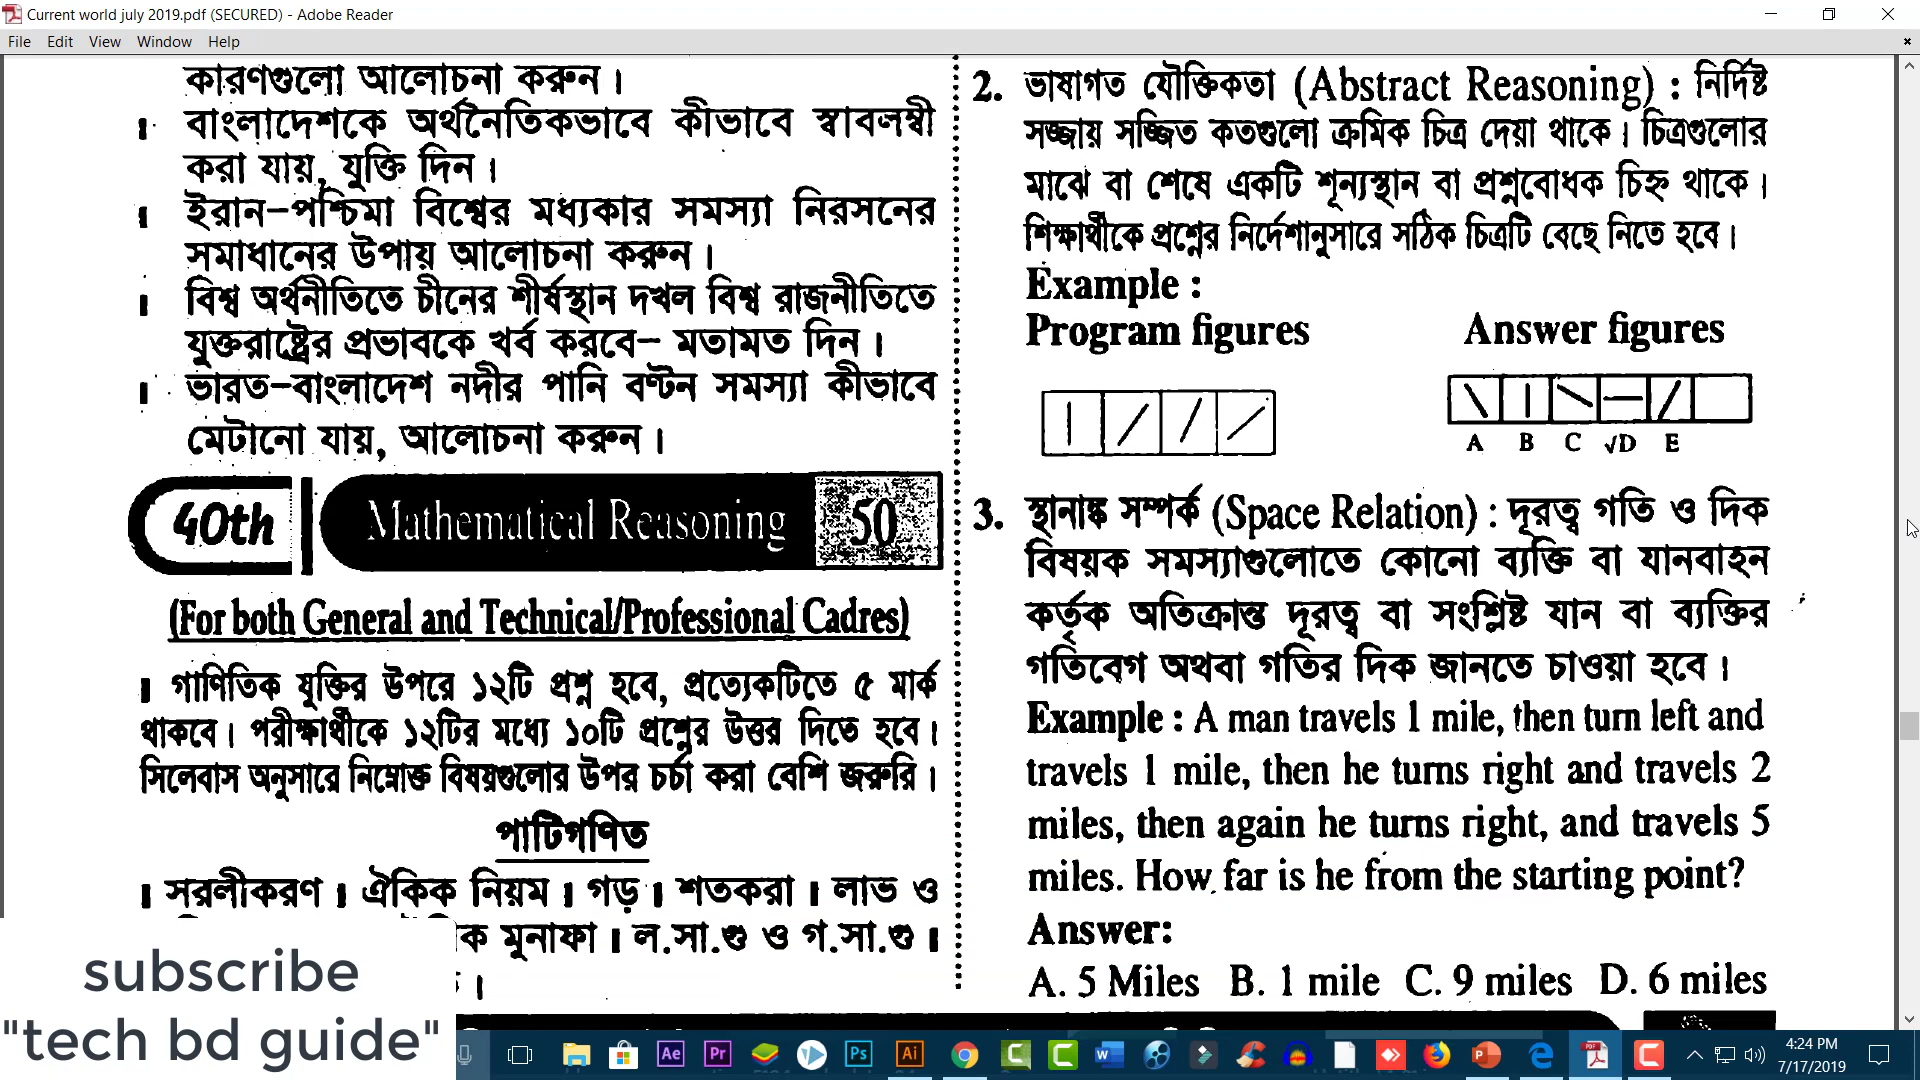 Current world july 2019.pdf (SECURED) - Adobe Reader
File Edit View Window Help
কারণগুলো আলোচনা করুন।
বাংলাদেশকে অর্থনৈতিকভাবে কীভাবে স্বাবলম্বী
করা যায়, যুক্তি দিন।
ইরান-পশ্চিমা বিশ্বের মধ্যকার সমস্যা নিরসনের
সমাধানের উপায় আলোচনা করুন।
বিশ্ব অর্থনীতিতে চীনের শীর্ষস্থান দখল বিশ্ব রাজনীতিতে
যুক্তরাষ্ট্রের প্রভাবকে খর্ব করবে– মতামত দিন।
ভারত-বাংলাদেশ নদীর পানি বণ্টন সমস্যা কীভাবে
মেটানো যায়, আলোচনা করুন।
40th Mathematical Reasoning 50
(For both General and Technical/Professional Cadres)
গাণিতিক যুক্তির উপরে ১২টি প্রশ্ন হবে, প্রত্যেকটিতে ৫ মার্ক
থাকবে। পরীক্ষার্থীকে ১২টির মধ্যে ১০টি প্রশ্নের উত্তর দিতে হবে।
সিলেবাস অনুসারে নিম্নোক্ত বিষয়গুলোর উপর চর্চা করা বেশি জরুরি।
পাটিগণিত
সরলীকরণ । ঐকিক নিয়ম । গড় । শতকরা । লাভ ও
ক মুনাফা । ল.সা.গু ও গ.সা.গু ।
2. ভাষাগত যৌক্তিকতা (Abstract Reasoning) : নির্দিষ্ট
সজ্জায় সজ্জিত কতগুলো ক্রমিক চিত্র দেয়া থাকে। চিত্রগুলোর
মাঝে বা শেষে একটি শূন্যস্থান বা প্রশ্নবোধক চিহ্ন থাকে।
শিক্ষার্থীকে প্রশ্নের নির্দেশানুসারে সঠিক চিত্রটি বেছে নিতে হবে।
Example :
Program figures Answer figures
A B C √D E
3. স্থানাঙ্ক সম্পর্ক (Space Relation) : দূরত্ব গতি ও দিক
বিষয়ক সমস্যাগুলোতে কোনো ব্যক্তি বা যানবাহন
কর্তৃক অতিক্রান্ত দূরত্ব বা সংশ্লিষ্ট যান বা ব্যক্তির
গতিবেগ অথবা গতির দিক জানতে চাওয়া হবে।
Example : A man travels 1 mile, then turn left and
travels 1 mile, then he turns right and travels 2
miles, then again he turns right, and travels 5
miles. How far is he from the starting point?
Answer:
A. 5 Miles B. 1 mile C. 9 miles D. 6 miles
subscribe
"tech bd guide"
Ae Pr Ps Ai
4:24 PM
7/17/2019